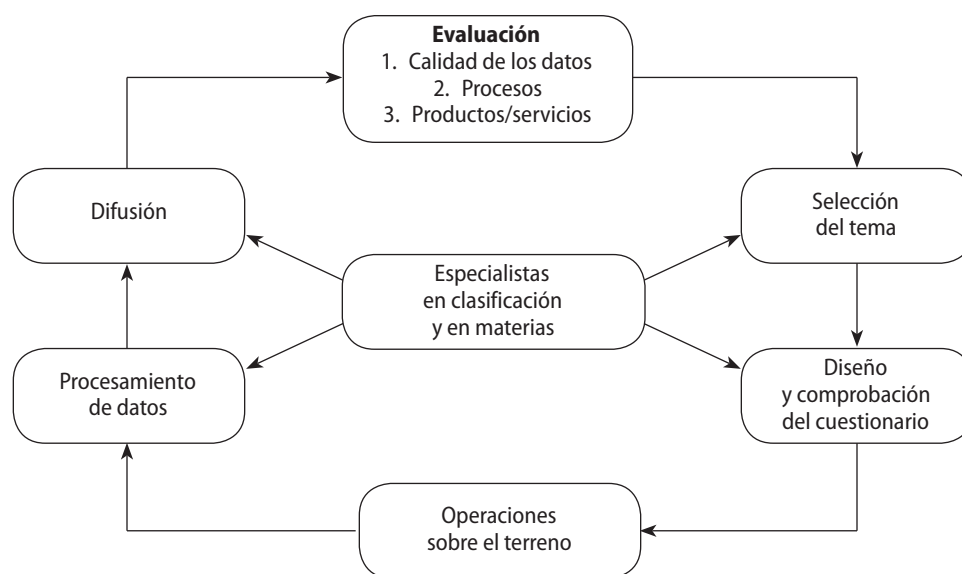 Evaluación
1. Calidad de los datos
2. Procesos
3. Productos/servicios
Difusión
Selección
del tema
Especialistas
en clasificación
y en materias
Procesamiento
de datos
Diseño
y comprobación
del cuestionario
Operaciones
sobre el terreno